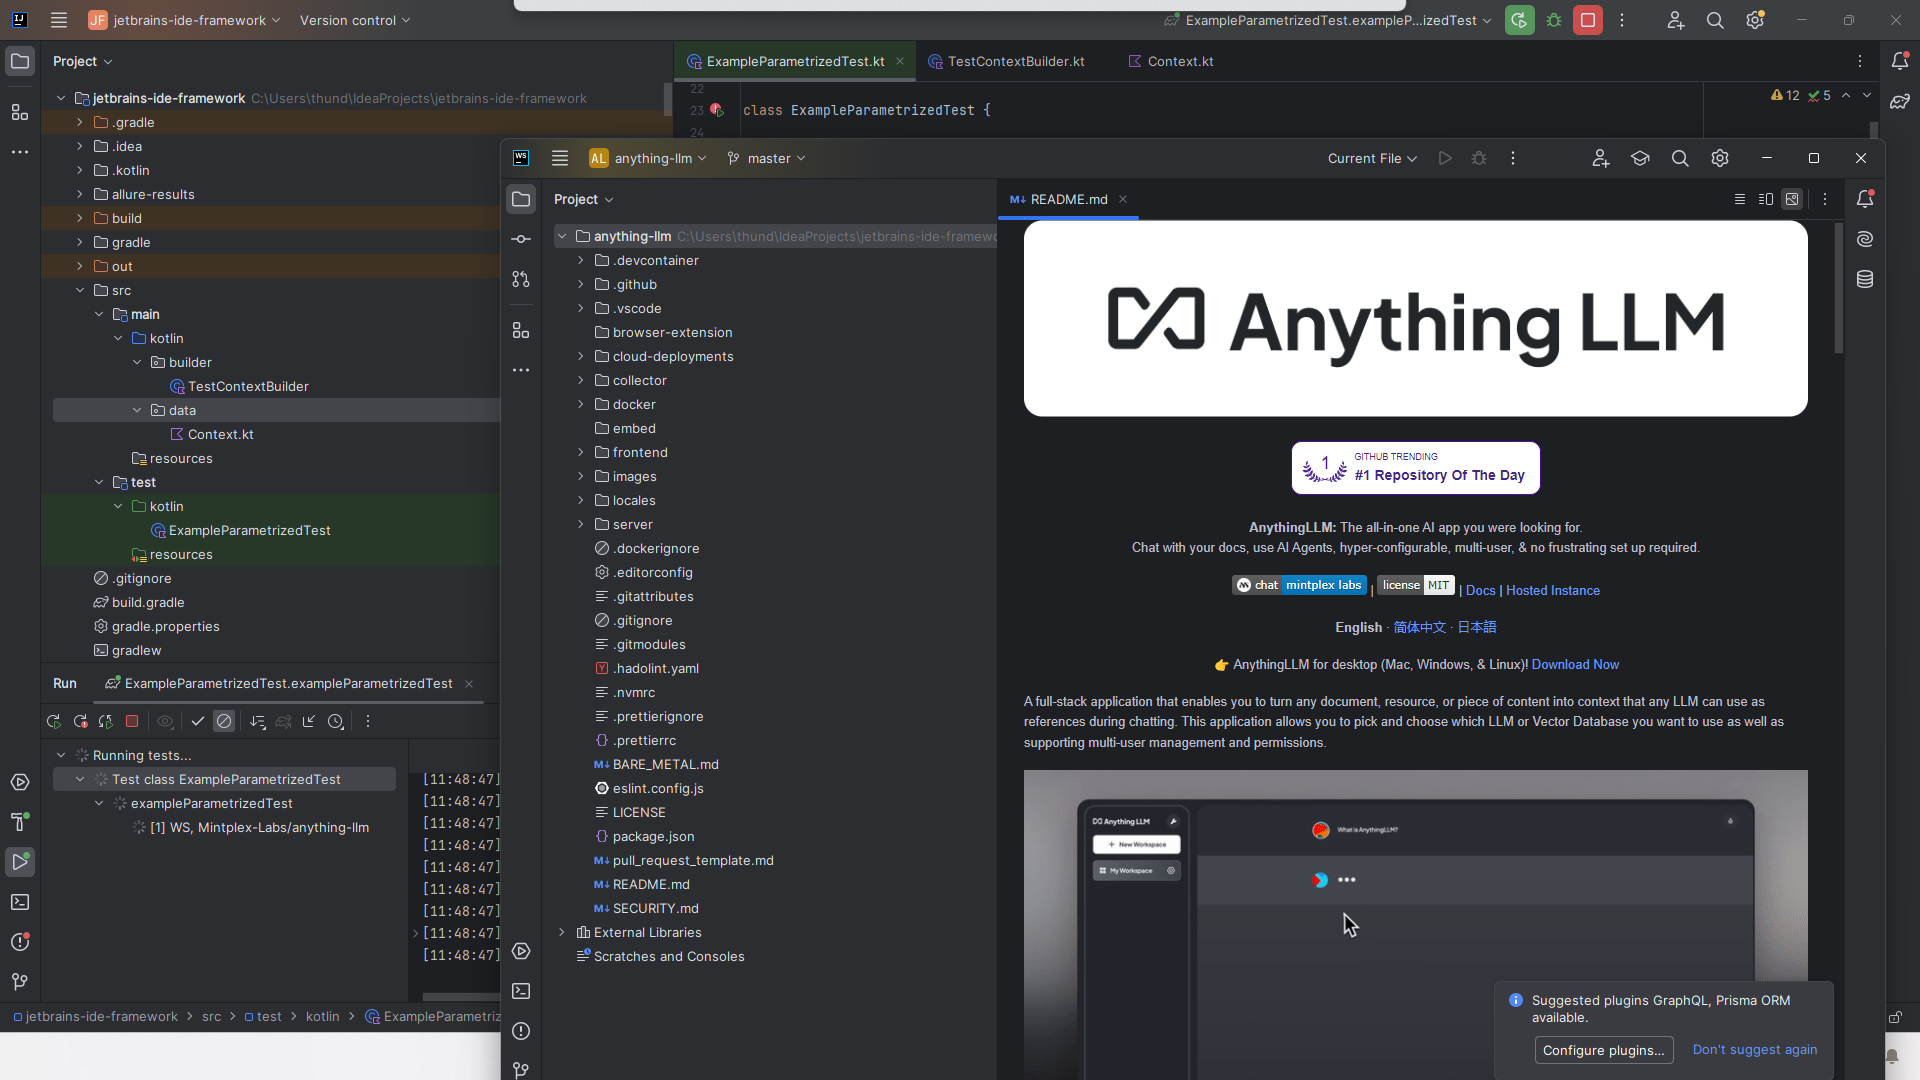 JF jetbrains-ide-framework
Version control
ExampleParametrizedTest.exampleP...izedTest
Project
jetbrains-ide-framework C:\Users\thund\IdeaProjects\jetbrains-ide-framework
.gradle
.idea
.kotlin
allure-results
build
gradle
out
src
main
kotlin
builder
TestContextBuilder
data
Context.kt
resources
test
kotlin
ExampleParametrizedTest
resources
.gitignore
build.gradle
gradle.properties
gradlew
ExampleParametrizedTest.kt
TestContextBuilder.kt
Context.kt
22
23 class ExampleParametrizedTest {
24
12 5
Run ExampleParametrizedTest.exampleParametrizedTest
Running tests...
Test class ExampleParametrizedTest
exampleParametrizedTest
[1] WS, Mintplex-Labs/anything-llm
[11:48:47]
[11:48:47]
[11:48:47]
[11:48:47]
[11:48:47]
[11:48:47]
[11:48:47]
[11:48:47]
[11:48:47]
jetbrains-ide-framework > src > test > kotlin > ExampleParametriz
WS AL anything-llm master
Current File
Project
anything-llm C:\Users\thund\IdeaProjects\jetbrains-ide-framewo
.devcontainer
.github
.vscode
browser-extension
cloud-deployments
collector
docker
embed
frontend
images
locales
server
.dockerignore
.editorconfig
.gitattributes
.gitignore
.gitmodules
.hadolint.yaml
.nvmrc
.prettierignore
.prettierrc
BARE_METAL.md
eslint.config.js
LICENSE
package.json
pull_request_template.md
README.md
SECURITY.md
External Libraries
Scratches and Consoles
README.md
Anything LLM
1 GITHUB TRENDING
#1 Repository Of The Day
AnythingLLM: The all-in-one AI app you were looking for.
Chat with your docs, use AI Agents, hyper-configurable, multi-user, & no frustrating set up required.
chat mintplex labs | license MIT | Docs | Hosted Instance
English · 简体中文 · 日本語
👉 AnythingLLM for desktop (Mac, Windows, & Linux)! Download Now
A full-stack application that enables you to turn any document, resource, or piece of content into context that any LLM can use as
references during chatting. This application allows you to pick and choose which LLM or Vector Database you want to use as well as
supporting multi-user management and permissions.
Anything LLM
What is AnythingLLM?
+ New Workspace
My Workspace
Suggested plugins GraphQL, Prisma ORM
available.
Configure plugins... Don't suggest again